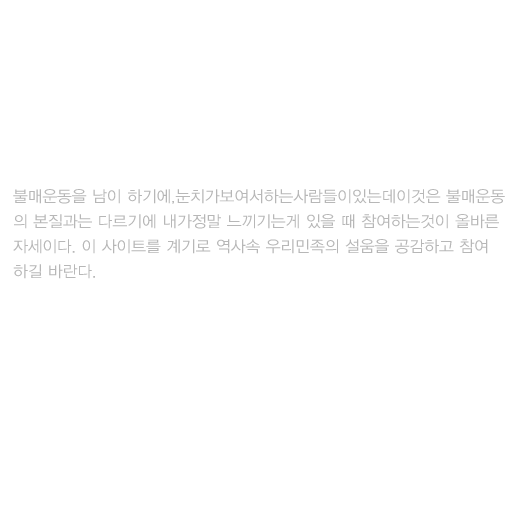 불매운동을 남이 하기에,눈치가보여서하는사람들이있는데이것은 불매운동
의 본질과는 다르기에 내가정말 느끼기는게 있을 때 참여하는것이 올바른
자세이다. 이 사이트를 계기로 역사속 우리민족의 설움을 공감하고 참여
하길 바란다.